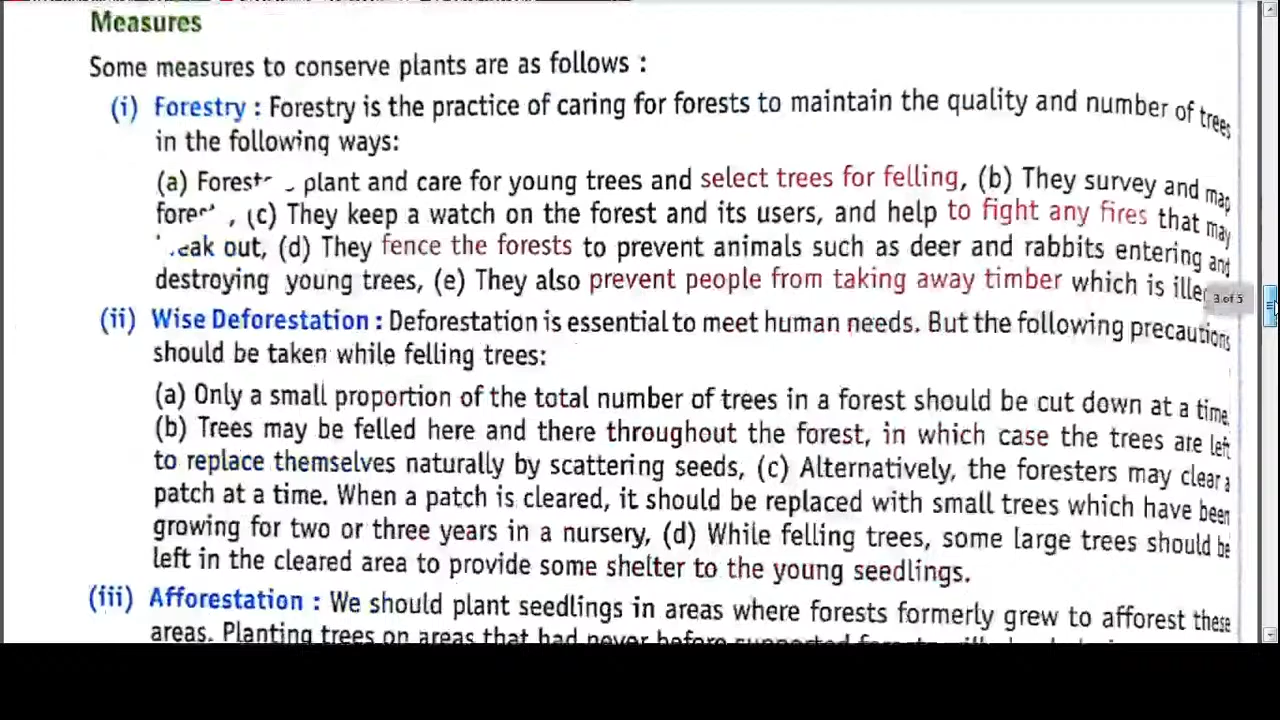 Measures
Some measures to conserve plants are as follows :
(i) Forestry : Forestry is the practice of caring for forests to maintain the quality and number of trees
in the following ways:
(a) plant and care for young trees and select trees for felling, (b) They survey and map
(c) They keep a watch on the forest and its users, and help to fight any fires that may
out, (d) They fence the forests to prevent animals such as deer and rabbits entering and
destroying young trees, (e) They also prevent people from taking away timber which is
3 of 5
(ii) Wise Deforestation : Deforestation is essential to meet human needs. But the following precautions
should be taken while felling trees:
(a) Only a small proportion of the total number of trees in a forest should be cut down at a time.
(b) Trees may be felled here and there throughout the forest, in which case the trees are left
to replace themselves naturally by scattering seeds, (c) Alternatively, the foresters may clear a
patch at a time. When a patch is cleared, it should be replaced with small trees which have been
growing for two or three years in a nursery, (d) While felling trees, some large trees should be
left in the cleared area to provide some shelter to the young seedlings.
(iii) Afforestation : We should plant seedlings in areas where forests formerly grew to afforest these
areas. Planting trees on areas that had never before supported